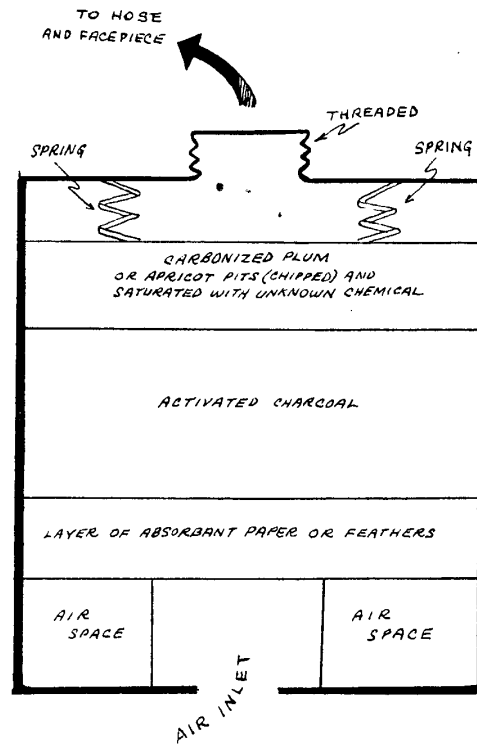 TO HOSE
AND FACEPIECE
THREADED
SPRING
SPRING
CARBONIZED PLUM
OR APRICOT PITS (CHIPPED) AND
SATURATED WITH UNKNOWN CHEMICAL
ACTIVATED CHARCOAL
LAYER OF ABSORBANT PAPER OR FEATHERS
AIR
SPACE
AIR
SPACE
AIR INLET